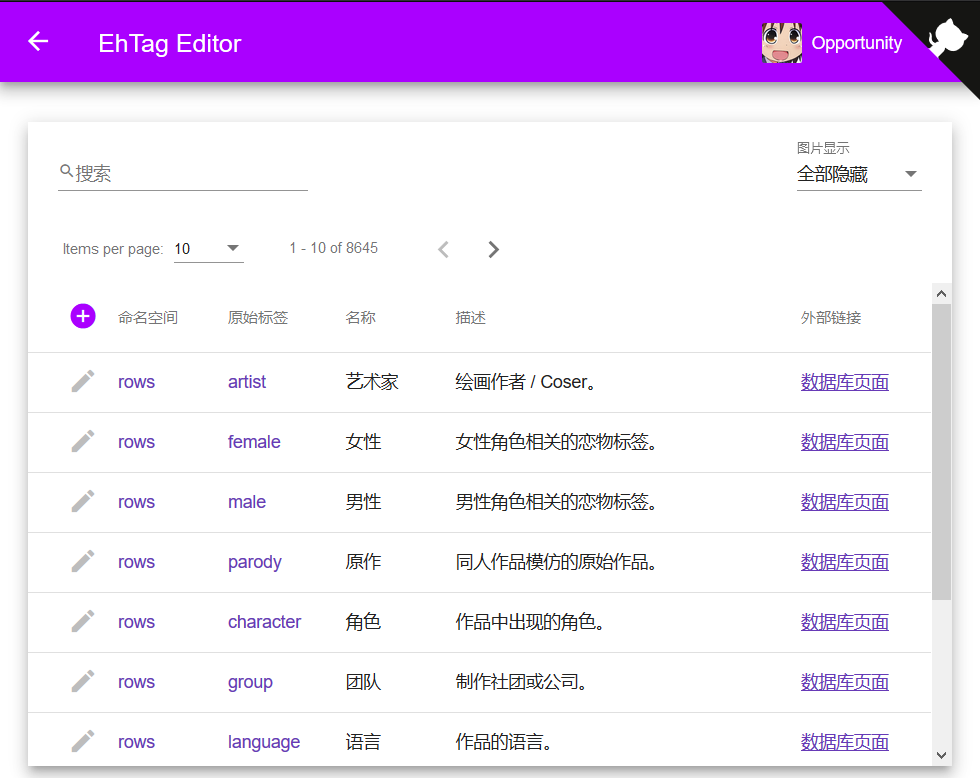 EhTag Editor
Opportunity
图片显示
搜索
全部隐藏
Items per page: 10 1 - 10 of 8645
命名空间 原始标签 名称 描述 外部链接
rows artist 艺术家 绘画作者 / Coser。 数据库页面
rows female 女性 女性角色相关的恋物标签。 数据库页面
rows male 男性 男性角色相关的恋物标签。 数据库页面
rows parody 原作 同人作品模仿的原始作品。 数据库页面
rows character 角色 作品中出现的角色。 数据库页面
rows group 团队 制作社团或公司。 数据库页面
rows language 语言 作品的语言。 数据库页面